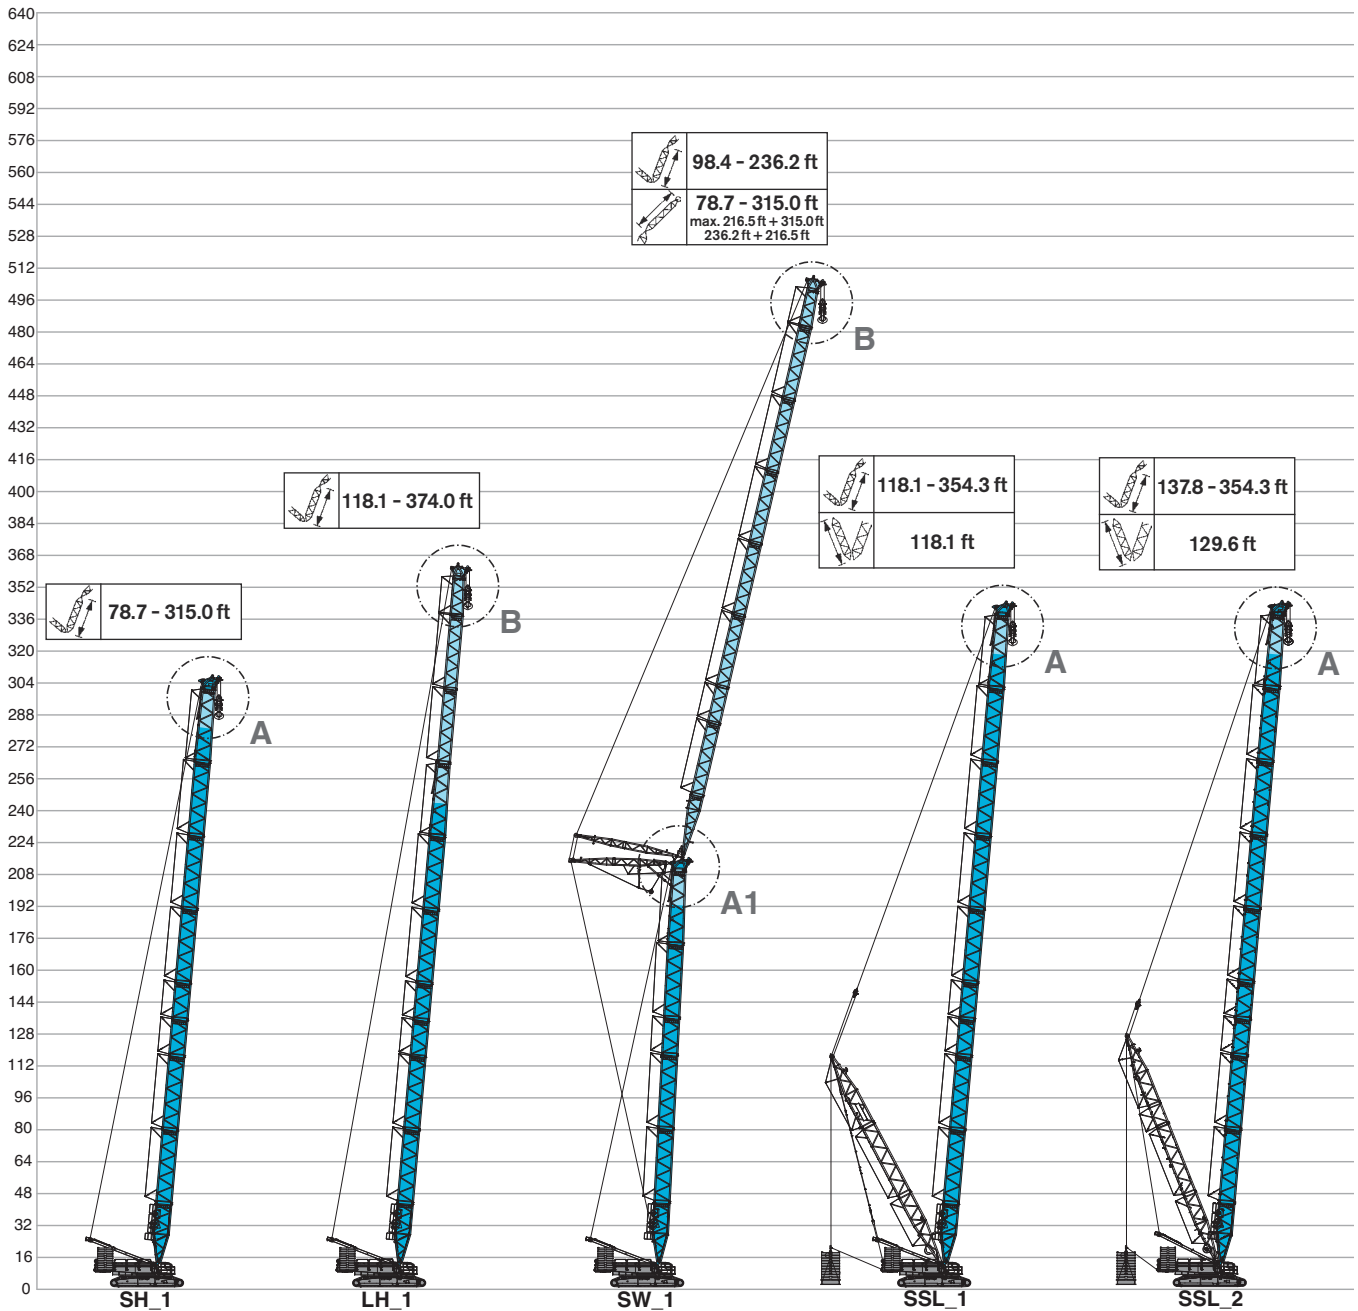 640
624
608
592
576
560
544
528
512
496
480
464
448
432
416
400
384
368
352
336
320
304
288
272
256
240
224
208
192
176
160
144
128
112
96
80
64
48
32
16
0
98.4 - 236.2 ft
78.7 - 315.0 ft
max. 216.5 ft + 315.0 ft
236.2 ft + 216.5 ft
B
118.1 - 374.0 ft
118.1 - 354.3 ft
118.1 ft
137.8 - 354.3 ft
129.6 ft
78.7 - 315.0 ft
B
A
A
A
A1
SH_1
LH_1
SW_1
SSL_1
SSL_2